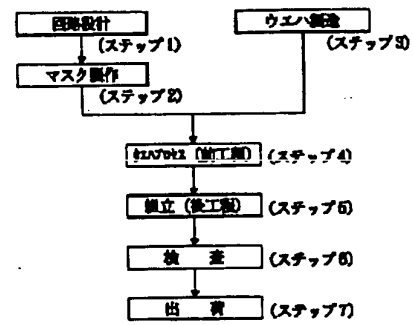 回路設計
(ステップ1)
ウエハ製造
(ステップ3)
マスク製作
(ステップ2)
ウエハプロセス(前工程)
(ステップ4)
組立(後工程)
(ステップ5)
検 査
(ステップ6)
出 荷
(ステップ7)